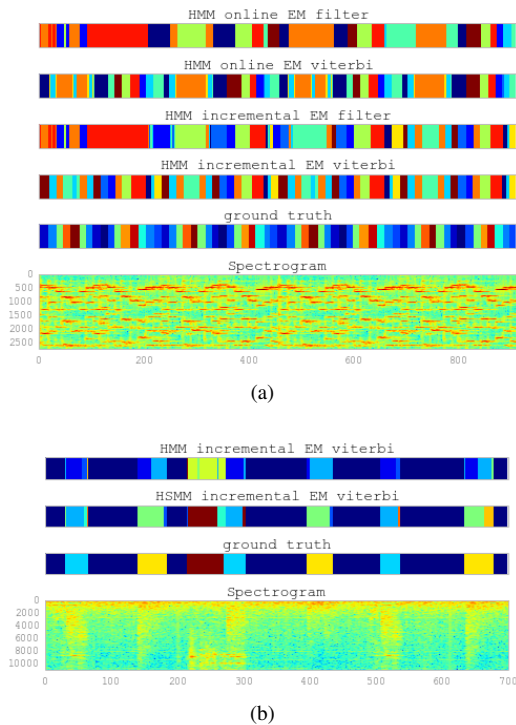 HMM online EM filter
HMM online EM viterbi
HMM incremental EM filter
HMM incremental EM viterbi
ground truth
Spectrogram
0
500
1000
1500
2000
2500
0 200 400 600 800
(a)
HMM incremental EM viterbi
HSMM incremental EM viterbi
ground truth
Spectrogram
0
2000
4000
6000
8000
10000
0 100 200 300 400 500 600 700
(b)